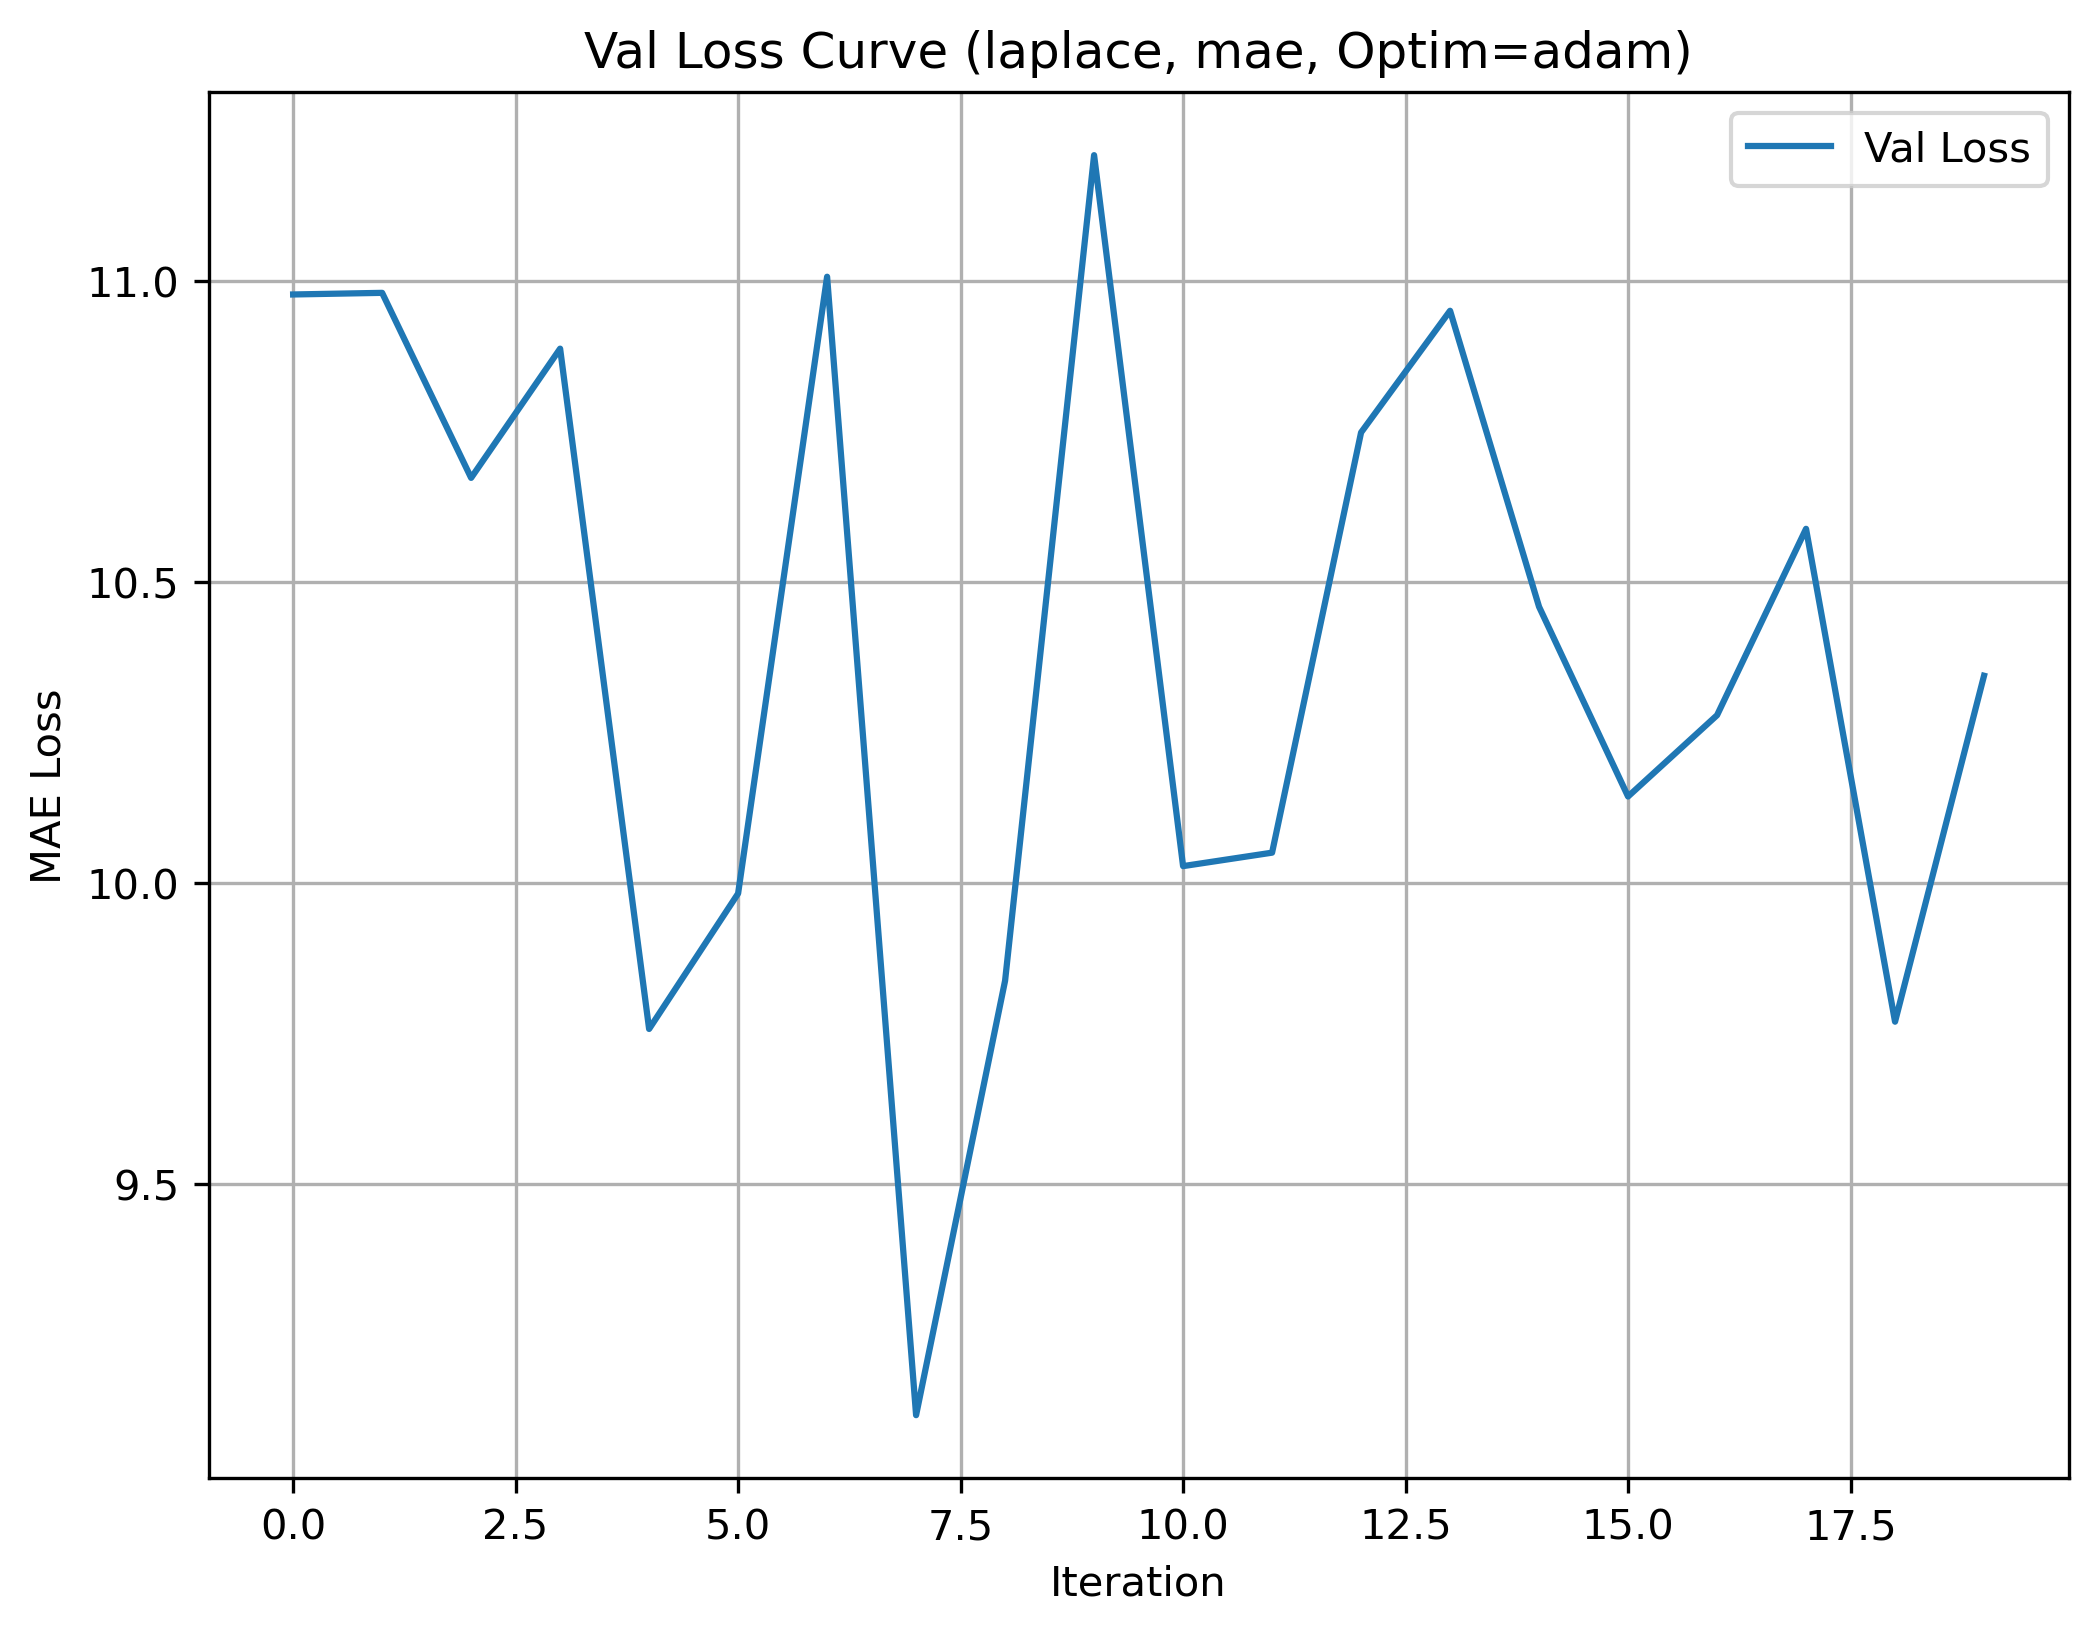 Val Loss Curve (laplace, mae, Optim=adam)
Val Loss
11.0
10.5
10.0
9.5
MAE Loss
0.0 2.5 5.0 7.5 10.0 12.5 15.0 17.5
Iteration